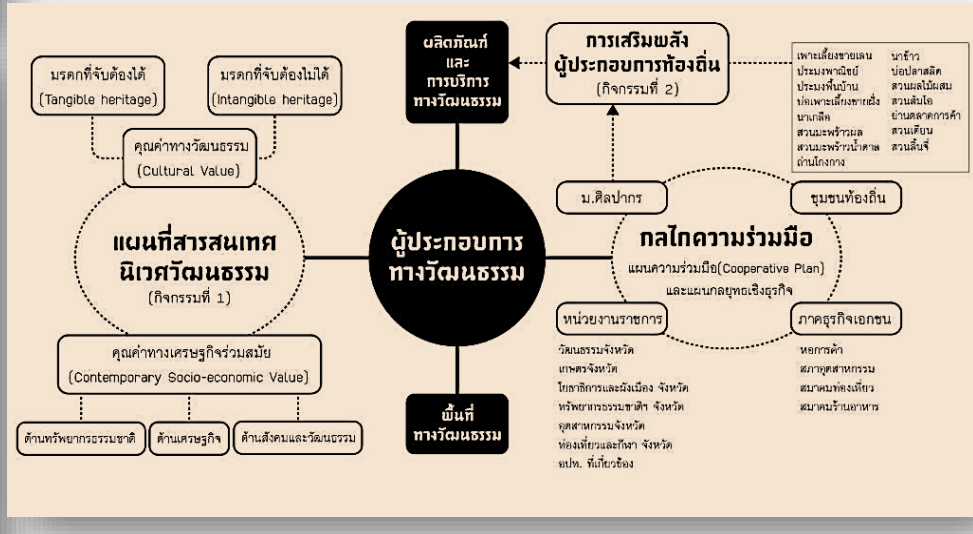 มรดกที่จับต้องได้
(Tangible heritage)
มรดกที่จับต้องไม่ได้
(Intangible heritage)
คุณค่าทางวัฒนธรรม
(Cultural Value)
แผนที่สารสนเทศ
นิเวศวัฒนธรรม
(กิจกรรมที่ 1)
คุณค่าทางเศรษฐกิจร่วมสมัย
(Contemporary Socio-economic Value)
ด้านทรัพยากรธรรมชาติ
ด้านเศรษฐกิจ
ด้านสังคมและวัฒนธรรม
ผลิตภัณฑ์
และ
การบริการ
ทางวัฒนธรรม
ผู้ประกอบการ
ทางวัฒนธรรม
พื้นที่
ทางวัฒนธรรม
การเสริมพลัง
ผู้ประกอบการท้องถิ่น
(กิจกรรมที่ 2)
เพาะเลี้ยงชายเลน
ประมงพาณิชย์
ประมงพื้นบ้าน
บ่อเพาะเลี้ยงชายฝั่ง
นาเกลือ
สวนมะพร้าวผล
สวนมะพร้าวน้ำตาล
ถ่านโกงกาง
นาข้าว
บ่อปลาสลิด
สวนผลไม้ผสม
สวนส้มโอ
ย่านตลาดการค้า
สวนเตียน
สวนลิ้นจี่
ม.ศิลปากร
ชุมชนท้องถิ่น
กลไกความร่วมมือ
แผนความร่วมมือ(Cooperative Plan)
และแผนกลยุทธเชิงธุรกิจ
หน่วยงานราชการ
วัฒนธรรมจังหวัด
เกษตรจังหวัด
โยธาธิการและผังเมือง จังหวัด
ทรัพยากรธรรมชาติฯ จังหวัด
อุตสาหกรรมจังหวัด
ท่องเที่ยวและกีฬา จังหวัด
อปท. ที่เกี่ยวข้อง
ภาคธุรกิจเอกชน
หอการค้า
สภาอุตสาหกรรม
สมาคมท่องเที่ยว
สมาคมร้านอาหาร